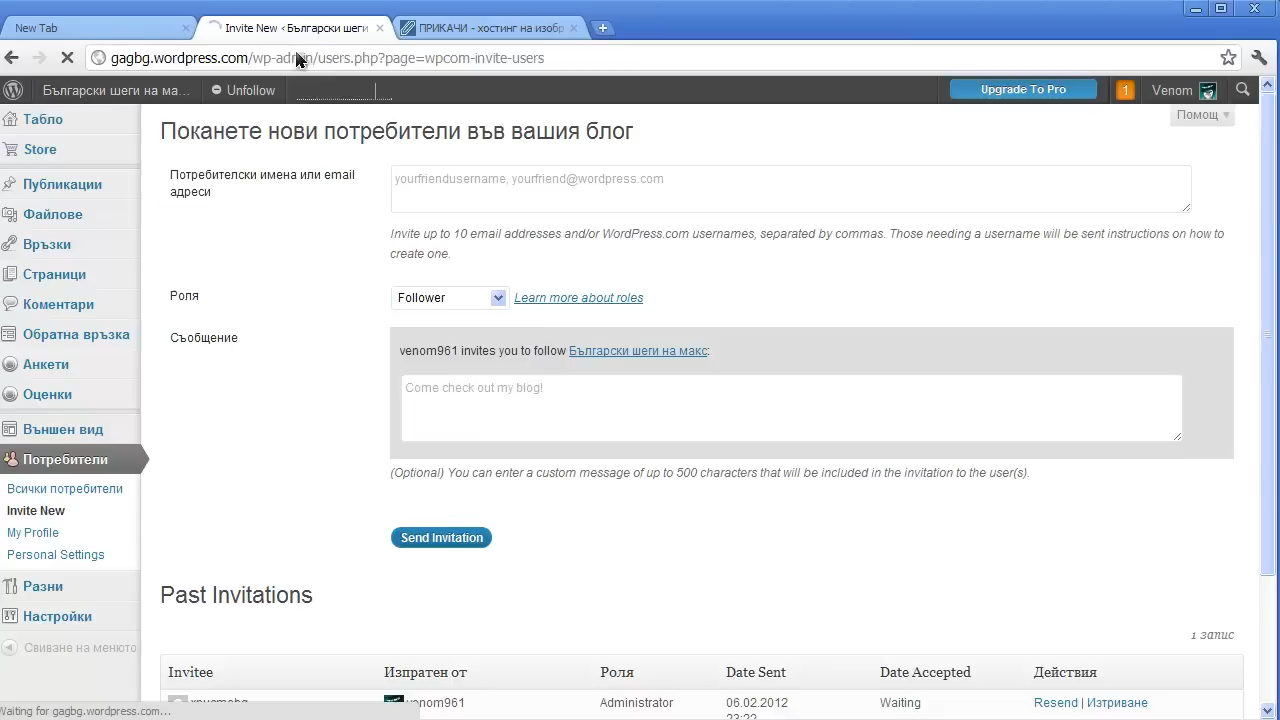 New Tab
Invite New ‹ Български шеги
ПРИКАЧИ - хостинг на изобр
gagbg.wordpress.com/wp-admin/users.php?page=wpcom-invite-users
Български шеги на ма...
Unfollow
Upgrade To Pro
1
Venom
Табло
Store
Публикации
Файлове
Връзки
Страници
Коментари
Обратна връзка
Анкети
Оценки
Външен вид
Потребители
Всички потребители
Invite New
My Profile
Personal Settings
Разни
Настройки
Свиване на менюто
Помощ
Поканете нови потребители във вашия блог
Потребителски имена или email
адреси
yourfriendusername, yourfriend@wordpress.com
Invite up to 10 email addresses and/or WordPress.com usernames, separated by commas. Those needing a username will be sent instructions on how to
create one.
Роля
Follower
Learn more about roles
Съобщение
venom961 invites you to follow Български шеги на макс:
Come check out my blog!
(Optional) You can enter a custom message of up to 500 characters that will be included in the invitation to the user(s).
Send Invitation
Past Invitations
1 запис
Invitee
Изпратен от
Роля
Date Sent
Date Accepted
Действия
venom961
Administrator
06.02.2012
23:22
Waiting
Resend | Изтриване
Waiting for gagbg.wordpress.com...